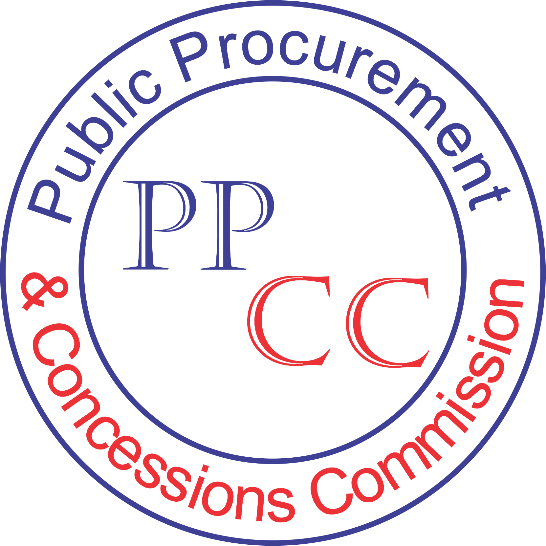 Public Procurement
& Concessions Commission
PP
CC